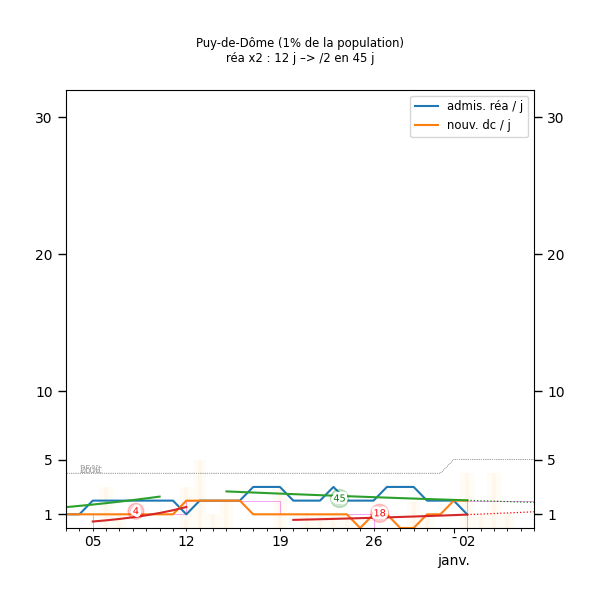 Puy-de-Dôme (1% de la population)
réa x2 : 12 j –> /2 en 45 j
admis. réa / j
nouv. dc / j
30 30
20 20
10 10
5 5
1 1
4 45 18
05 12 19 26 02
janv.